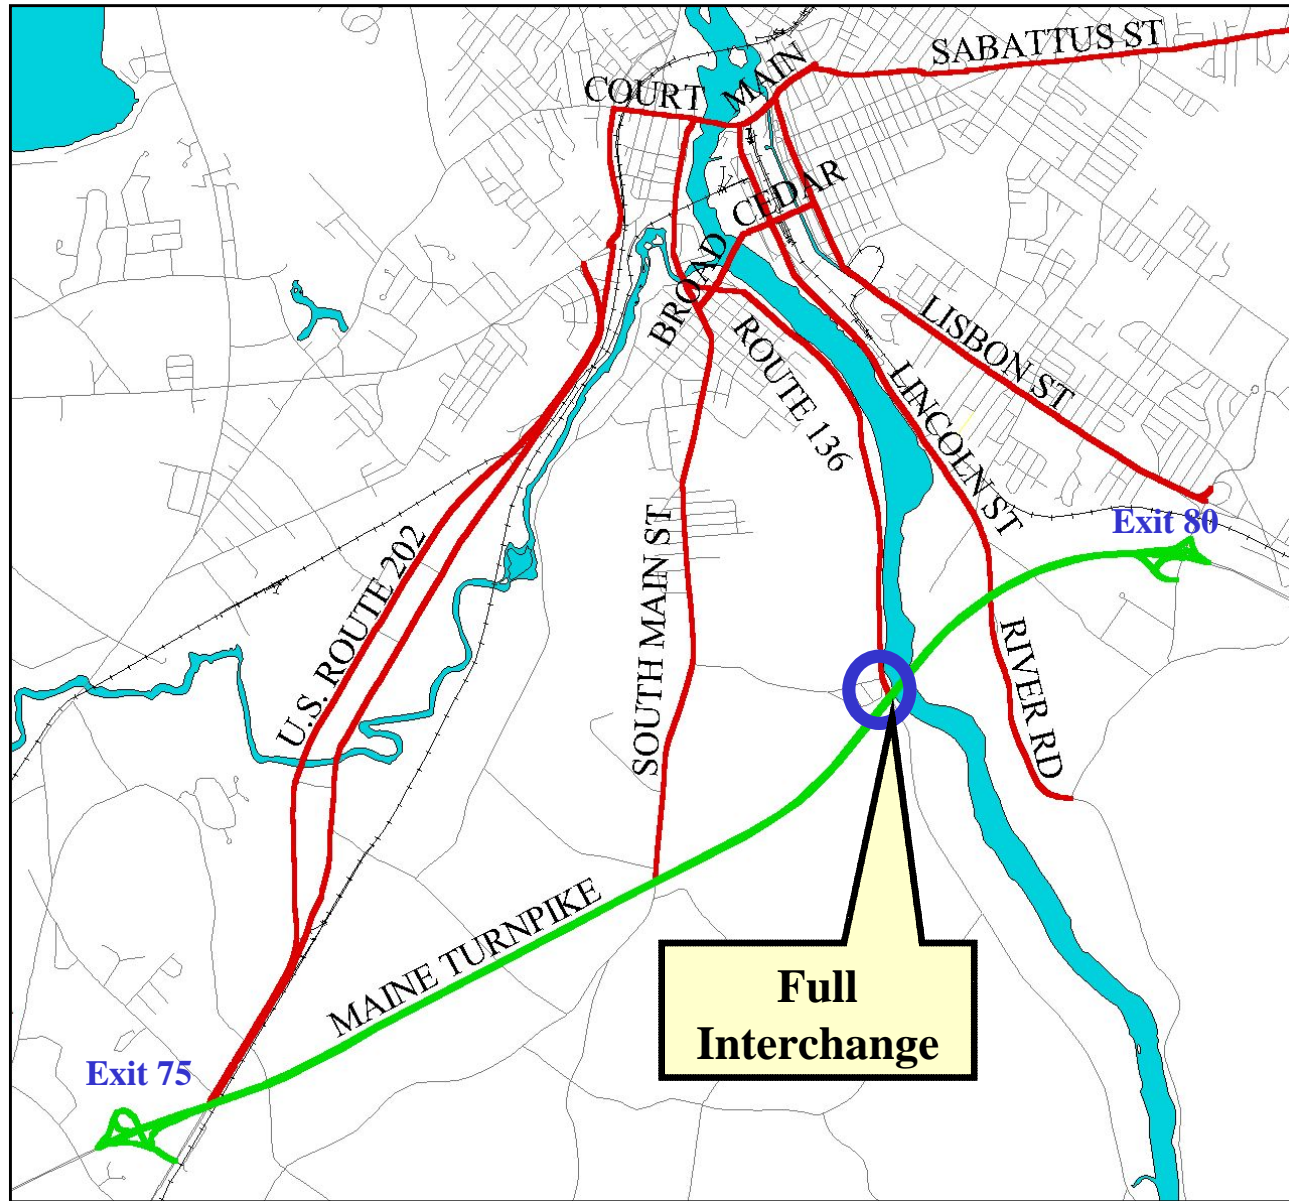 SABATTUS ST
COURT
MAIN
CEDAR
BROAD
ROUTE 136
LISBON ST
LINCOLN ST
Exit 80
U.S. ROUTE 202
SOUTH MAIN ST
RIVER RD
MAINE TURNPIKE
Full
Interchange
Exit 75